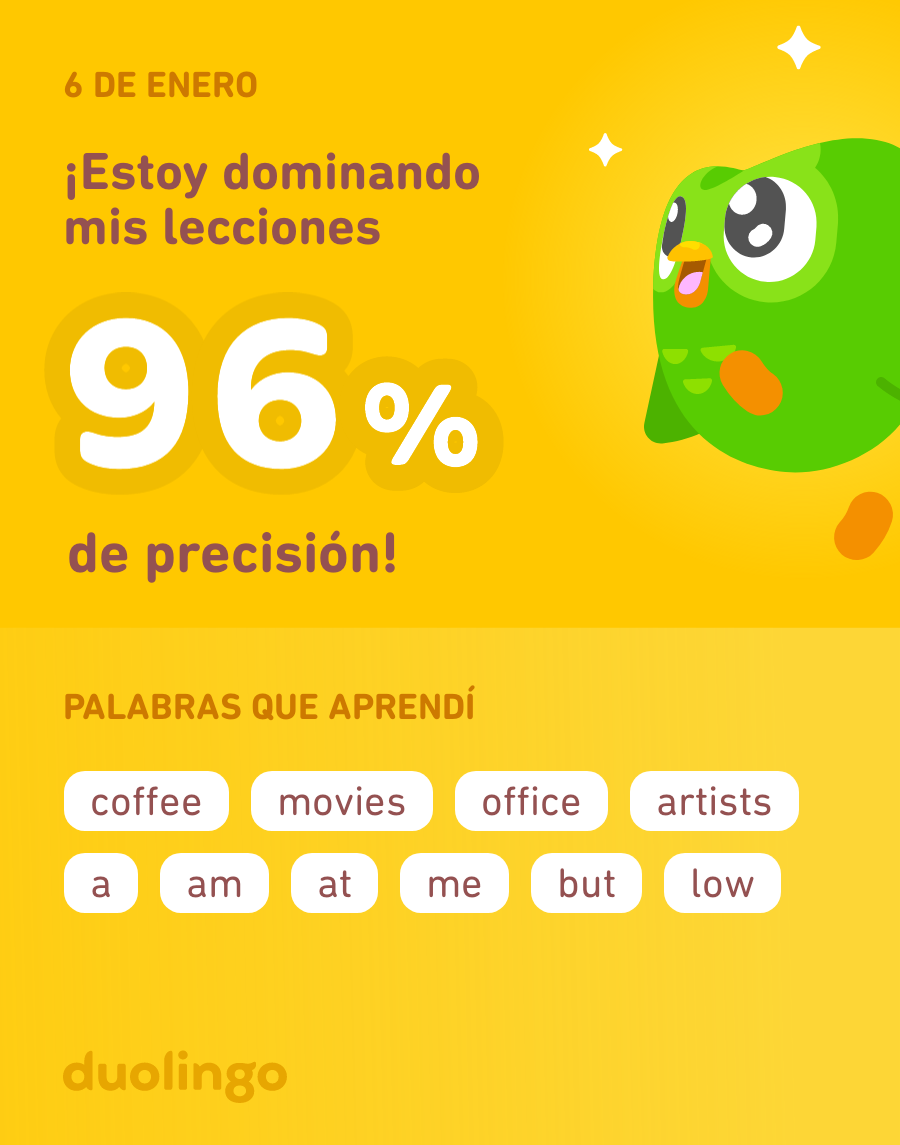 6 DE ENERO
¡Estoy dominando
mis lecciones
96%
de precisión!
PALABRAS QUE APRENDÍ
coffee movies office artists
a am at me but low
duolingo